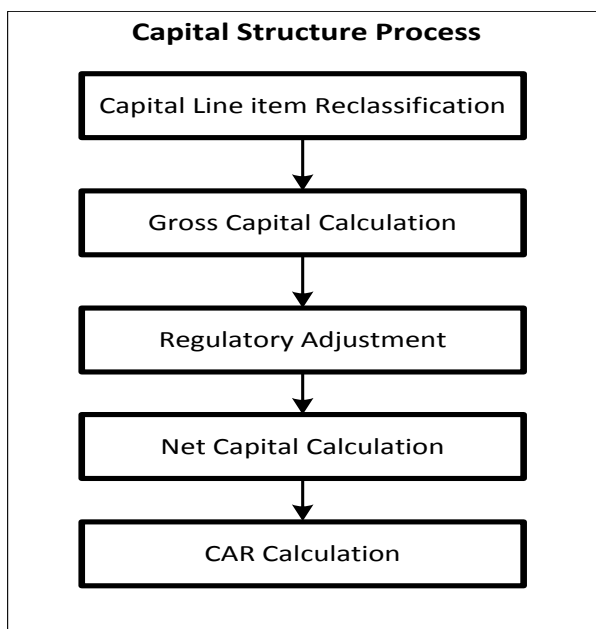 Capital Structure Process
Capital Line item Reclassification
Gross Capital Calculation
Regulatory Adjustment
Net Capital Calculation
CAR Calculation